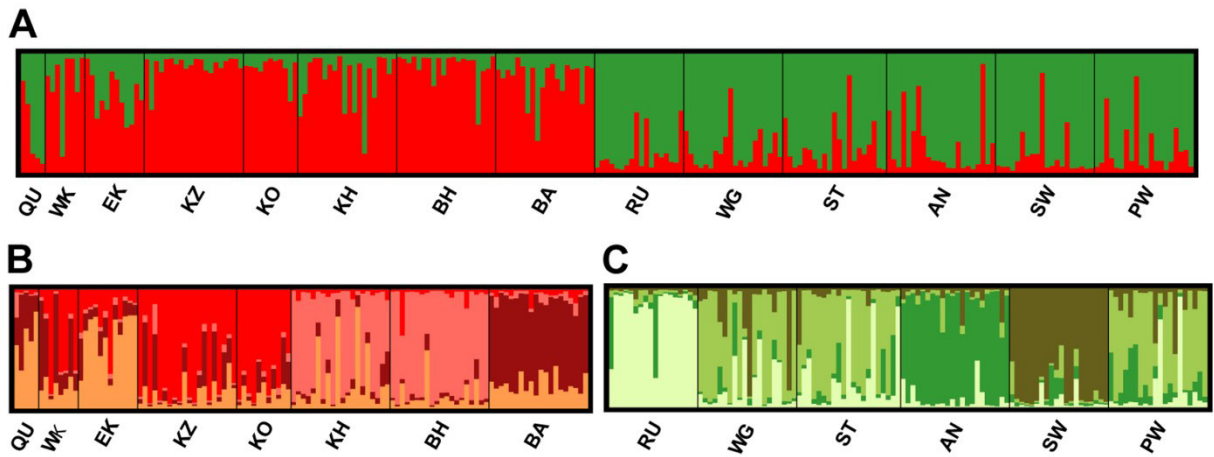 A
QU WK EK KZ KO KH BH BA RU WG ST AN SW PW
B C
QU WK EK KZ KO KH BH BA RU WG ST AN SW PW